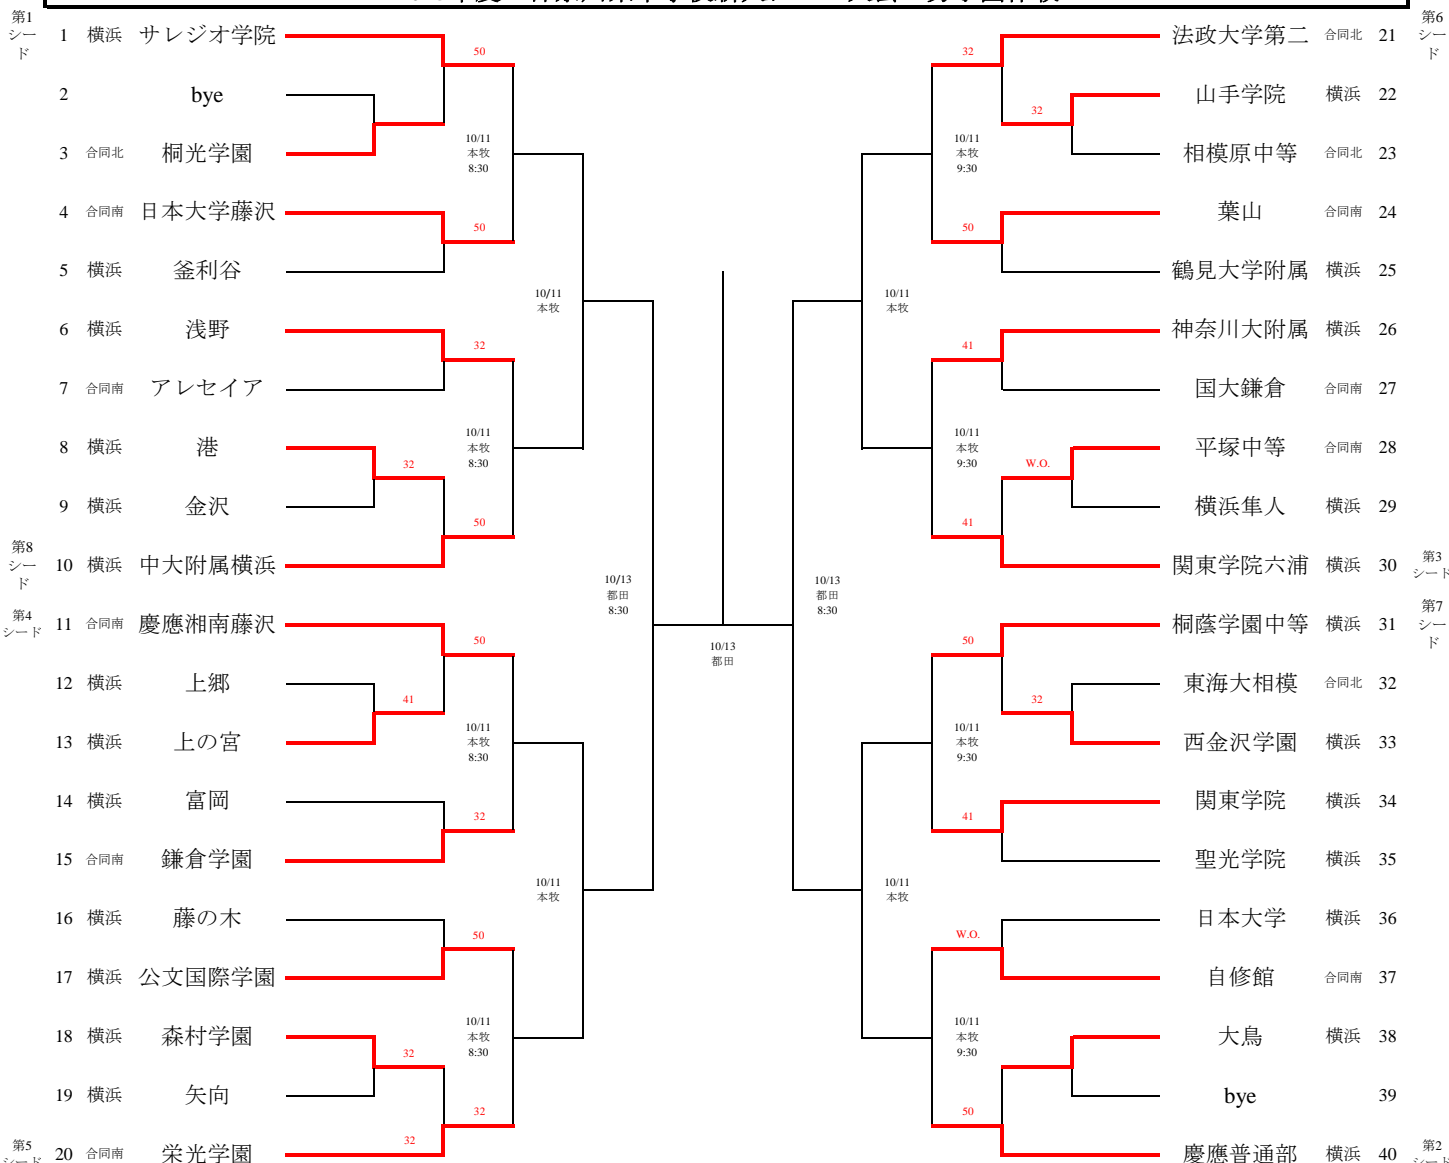 第1
シー
ド
1 横浜 サレジオ学院
2 bye
3 合同北 桐光学園
4 合同南 日本大学藤沢
5 横浜 釜利谷
6 横浜 浅野
7 合同南 アレセイア
8 横浜 港
9 横浜 金沢
第8
シー
ド
10 横浜 中大附属横浜
第4
シード
11 合同南 慶應湘南藤沢
12 横浜 上郷
13 横浜 上の宮
14 横浜 富岡
15 合同南 鎌倉学園
16 横浜 藤の木
17 横浜 公文国際学園
18 横浜 森村学園
19 横浜 矢向
第5
シード
20 合同南 栄光学園
50
10/11
本牧
8:30
50
10/11
本牧
32
10/11
本牧
8:30
32
50
10/13
都田
8:30
50
41
10/11
本牧
8:30
32
10/11
本牧
50
10/11
本牧
8:30
32
32
32
10/13
都田
第6
シー
ド
法政大学第二 合同北 21
山手学院 横浜 22
相模原中等 合同北 23
葉山 合同南 24
鶴見大学附属 横浜 25
神奈川大附属 横浜 26
国大鎌倉 合同南 27
平塚中等 合同南 28
横浜隼人 横浜 29
関東学院六浦 横浜 30
第3
シード
第7
シー
ド
桐蔭学園中等 横浜 31
東海大相模 合同北 32
西金沢学園 横浜 33
関東学院 横浜 34
聖光学院 横浜 35
日本大学 横浜 36
自修館 合同南 37
大鳥 横浜 38
bye 39
慶應普通部 横浜 40
第2
シード
32
32
10/11
本牧
9:30
50
10/11
本牧
41
10/11
本牧
9:30
W.O.
41
10/13
都田
8:30
50
32
10/11
本牧
9:30
41
10/11
本牧
W.O.
10/11
本牧
9:30
50